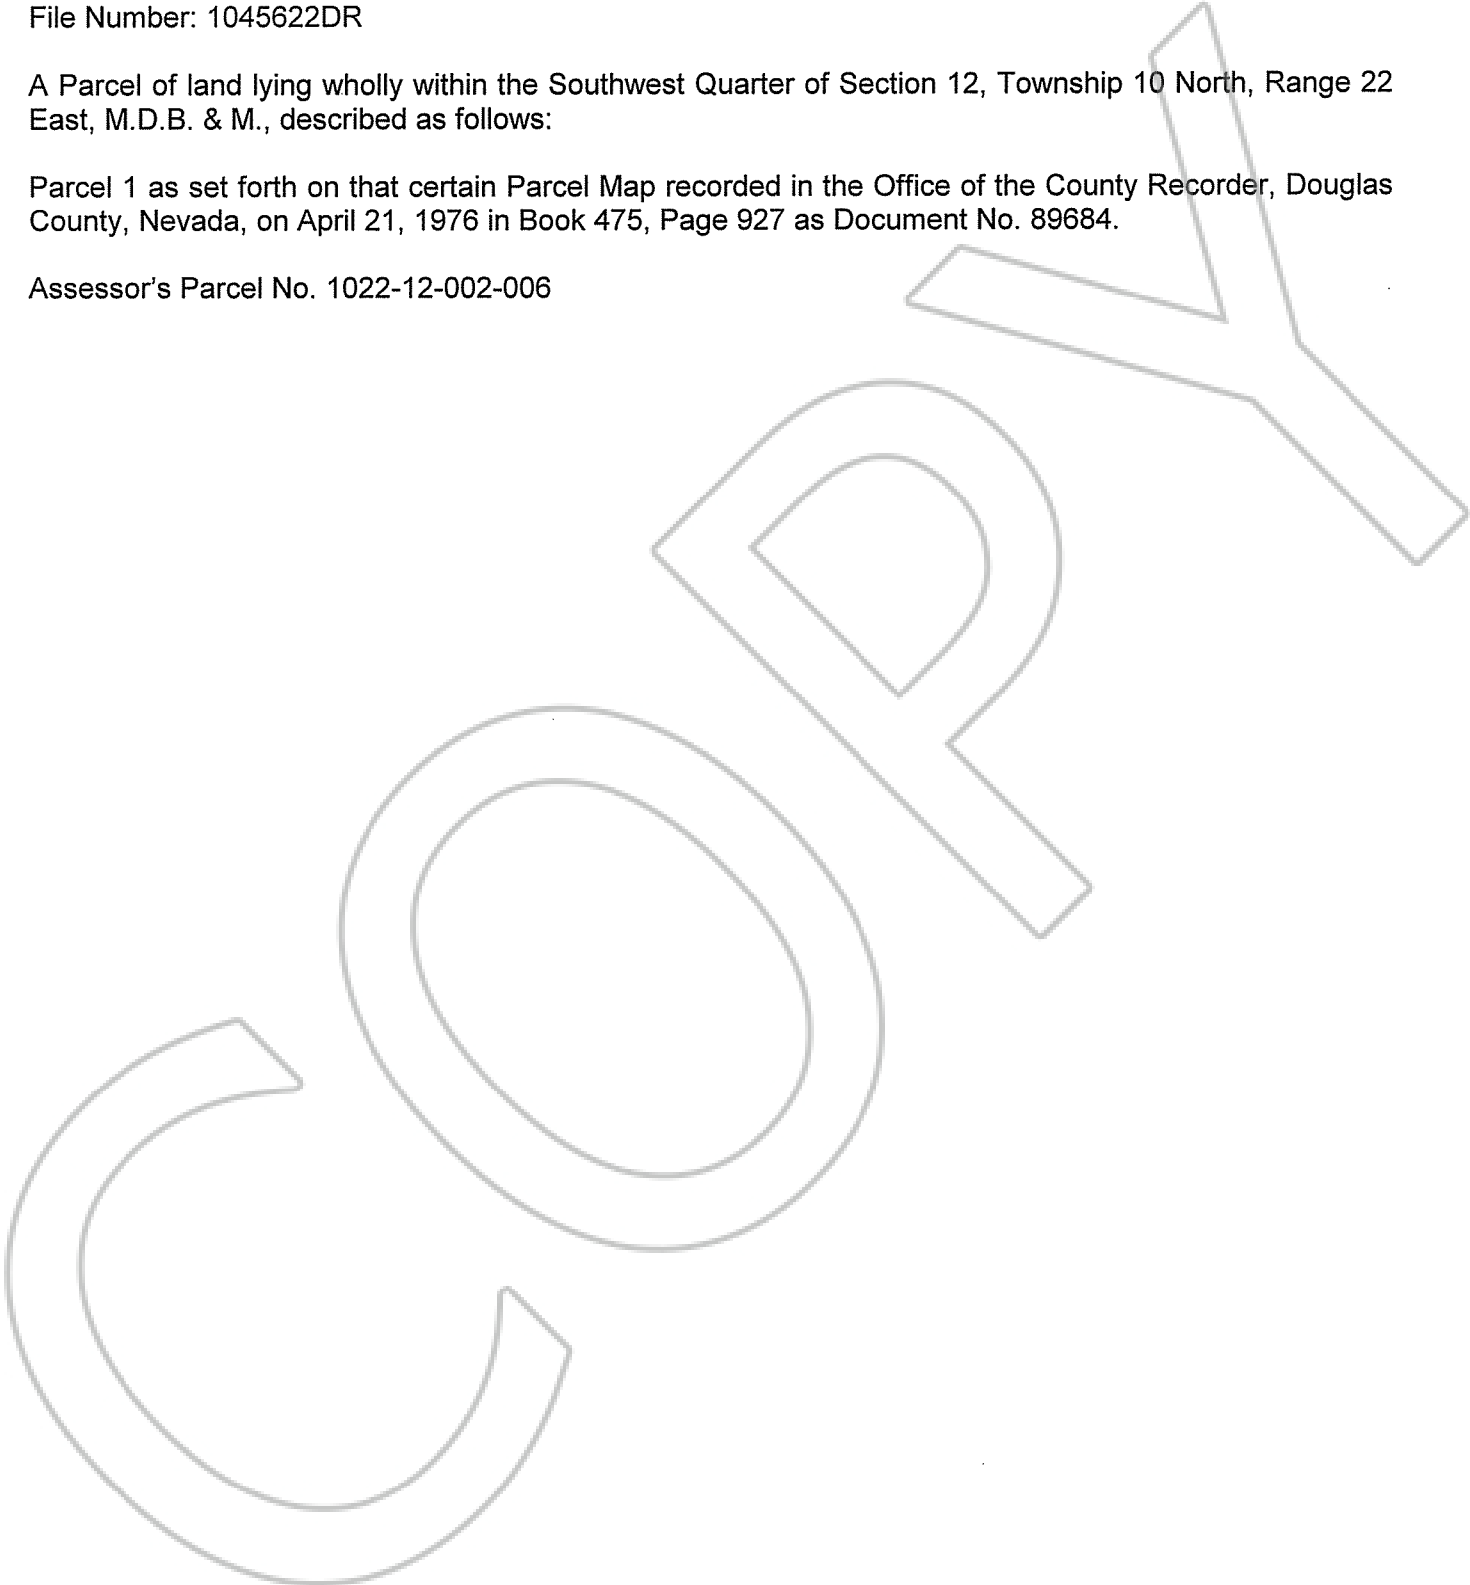 File Number: 1045622DR
A Parcel of land lying wholly within the Southwest Quarter of Section 12, Township 10 North, Range 22
East, M.D.B. & M., described as follows:
Parcel 1 as set forth on that certain Parcel Map recorded in the Office of the County Recorder, Douglas
County, Nevada, on April 21, 1976 in Book 475, Page 927 as Document No. 89684.
Assessor's Parcel No. 1022-12-002-006
COPY